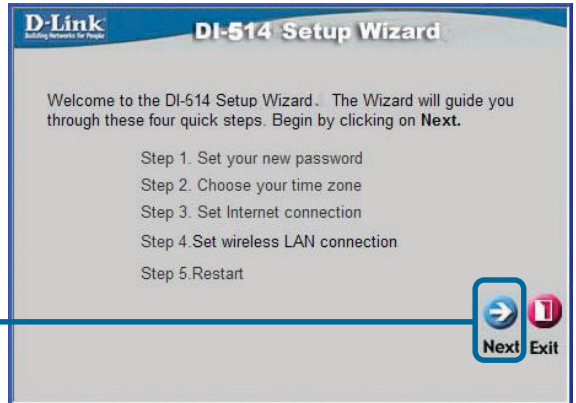 D-Link
Building Networks for People
DI-514 Setup Wizard
Welcome to the DI-514 Setup Wizard. The Wizard will guide you
through these four quick steps. Begin by clicking on Next.
Step 1. Set your new password
Step 2. Choose your time zone
Step 3. Set Internet connection
Step 4.Set wireless LAN connection
Step 5.Restart
Next Exit